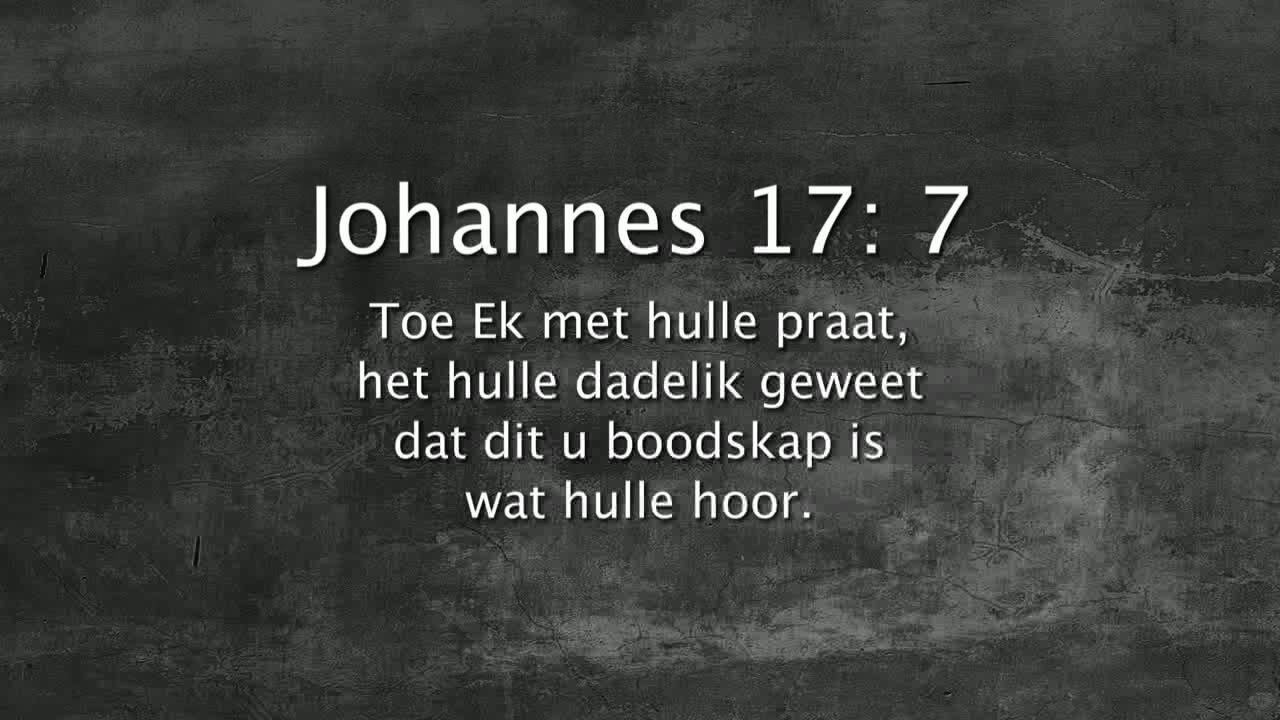 Johannes 17: 7
Toe Ek met hulle praat,
het hulle dadelik geweet
dat dit u boodskap is
wat hulle hoor.